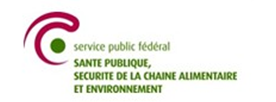 service public fédéral
SANTE PUBLIQUE,
SECURITE DE LA CHAINE ALIMENTAIRE
ET ENVIRONNEMENT